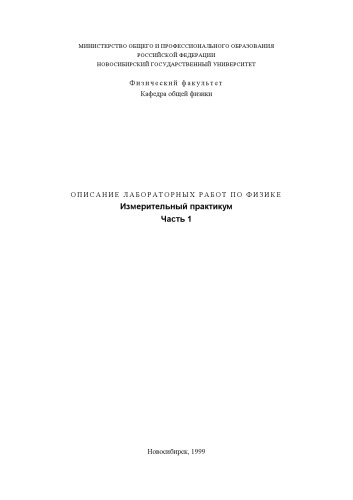 МИНИСТЕРСТВО ОБЩЕГО И ПРОФЕССИОНАЛЬНОГО ОБРАЗОВАНИЯ
РОССИЙСКОЙ ФЕДЕРАЦИИ
НОВОСИБИРСКИЙ ГОСУДАРСТВЕННЫЙ УНИВЕРСИТЕТ
Физический факультет
Кафедра общей физики
ОПИСАНИЕ ЛАБОРАТОРНЫХ РАБОТ ПО ФИЗИКЕ
Измерительный практикум
Часть 1
Новосибирск, 1999